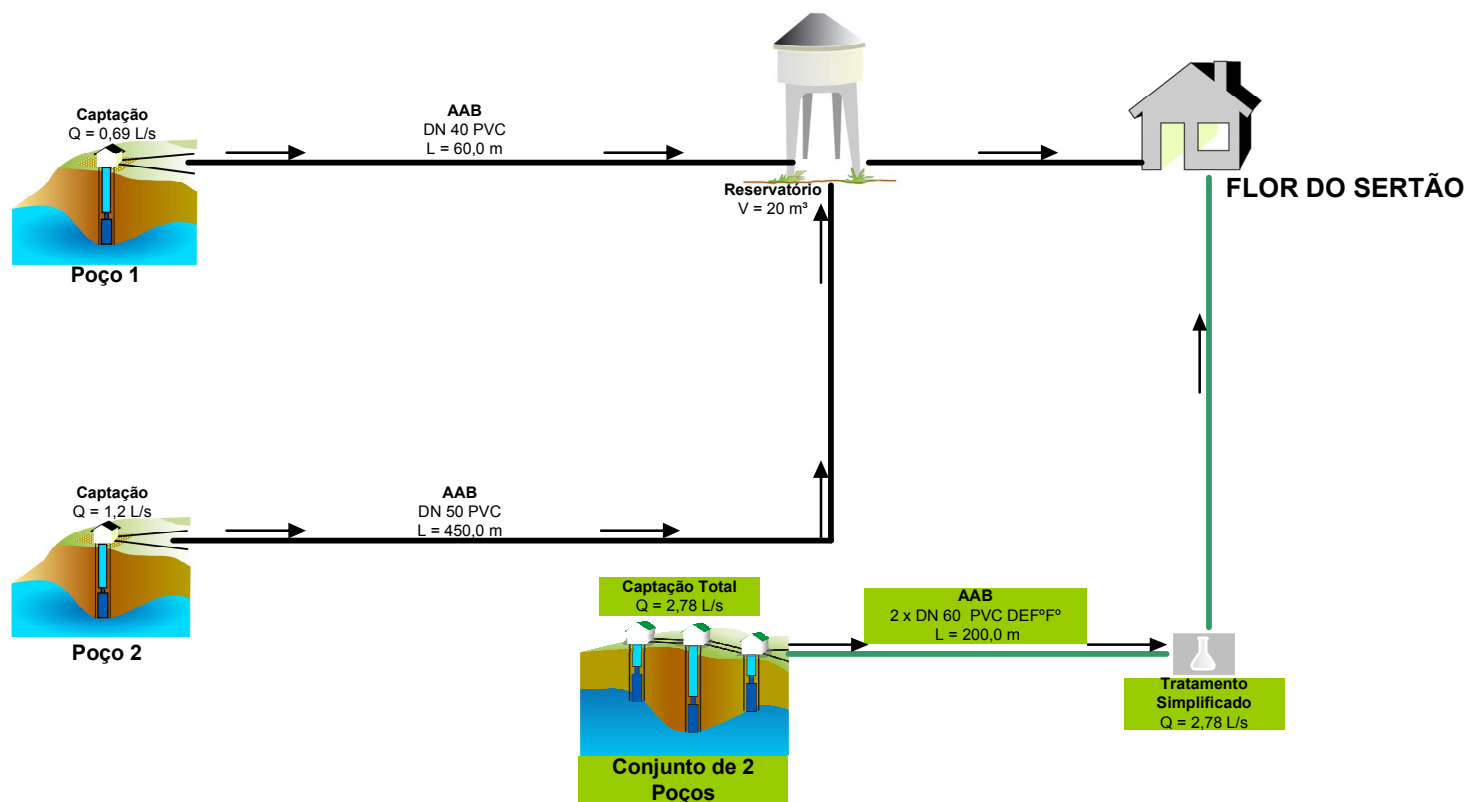 Captação
Q = 0,69 L/s
AAB
DN 40 PVC
L = 60,0 m
Reservatório
V = 20 m³
FLOR DO SERTÃO
Poço 1
Captação
Q = 1,2 L/s
AAB
DN 50 PVC
L = 450,0 m
Poço 2
Captação Total
Q = 2,78 L/s
AAB
2 x DN 60 PVC DEFºFº
L = 200,0 m
Tratamento
Simplificado
Q = 2,78 L/s
Conjunto de 2
Poços